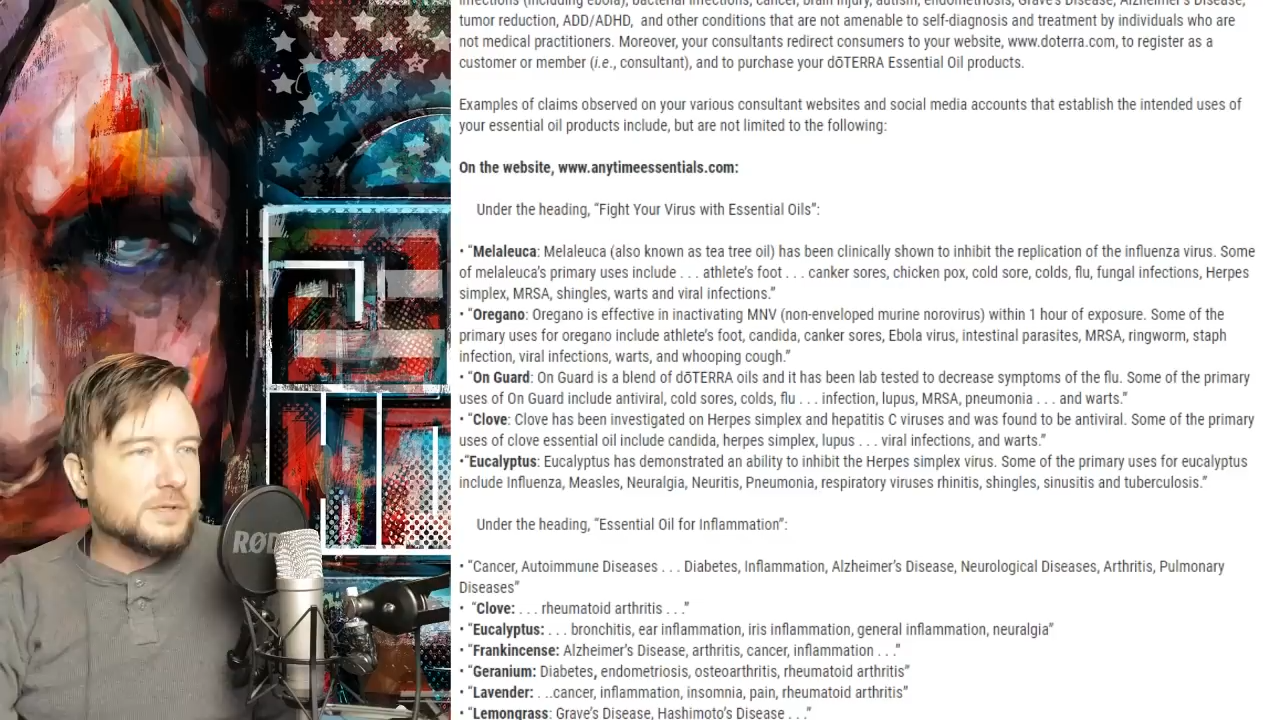 infections (including ebola), bacterial infections, cancer, brain injury, autism, endometriosis, Grave's Disease, Alzheimer's Disease,
tumor reduction, ADD/ADHD,  and other conditions that are not amenable to self-diagnosis and treatment by individuals who are
not medical practitioners. Moreover, your consultants redirect consumers to your website, www.doterra.com, to register as a
customer or member (i.e., consultant), and to purchase your dōTERRA Essential Oil products.
Examples of claims observed on your various consultant websites and social media accounts that establish the intended uses of
your essential oil products include, but are not limited to the following:
On the website, www.anytimeessentials.com:
Under the heading, “Fight Your Virus with Essential Oils”:
• “Melaleuca: Melaleuca (also known as tea tree oil) has been clinically shown to inhibit the replication of the influenza virus. Some
of melaleuca’s primary uses include . . . athlete’s foot . . . canker sores, chicken pox, cold sore, colds, flu, fungal infections, Herpes
simplex, MRSA, shingles, warts and viral infections.”
• “Oregano: Oregano is effective in inactivating MNV (non-enveloped murine norovirus) within 1 hour of exposure. Some of the
primary uses for oregano include athlete’s foot, candida, canker sores, Ebola virus, intestinal parasites, MRSA, ringworm, staph
infection, viral infections, warts, and whooping cough.”
• “On Guard: On Guard is a blend of dōTERRA oils and it has been lab tested to decrease symptoms of the flu. Some of the primary
uses of On Guard include antiviral, cold sores, colds, flu . . . infection, lupus, MRSA, pneumonia . . . and warts.”
• “Clove: Clove has been investigated on Herpes simplex and hepatitis C viruses and was found to be antiviral. Some of the primary
uses of clove essential oil include candida, herpes simplex, lupus . . . viral infections, and warts.”
•“Eucalyptus: Eucalyptus has demonstrated an ability to inhibit the Herpes simplex virus. Some of the primary uses for eucalyptus
include Influenza, Measles, Neuralgia, Neuritis, Pneumonia, respiratory viruses rhinitis, shingles, sinusitis and tuberculosis.”
Under the heading, “Essential Oil for Inflammation”:
• “Cancer, Autoimmune Diseases . . . Diabetes, Inflammation, Alzheimer’s Disease, Neurological Diseases, Arthritis, Pulmonary
Diseases”
• “Clove: . . . rheumatoid arthritis . . .”
• “Eucalyptus: . . . bronchitis, ear inflammation, iris inflammation, general inflammation, neuralgia”
• “Frankincense: Alzheimer’s Disease, arthritis, cancer, inflammation . . .”
• “Geranium: Diabetes, endometriosis, osteoarthritis, rheumatoid arthritis”
• “Lavender: . ..cancer, inflammation, insomnia, pain, rheumatoid arthritis”
• “Lemongrass: Grave’s Disease, Hashimoto’s Disease . . .”
RØDE